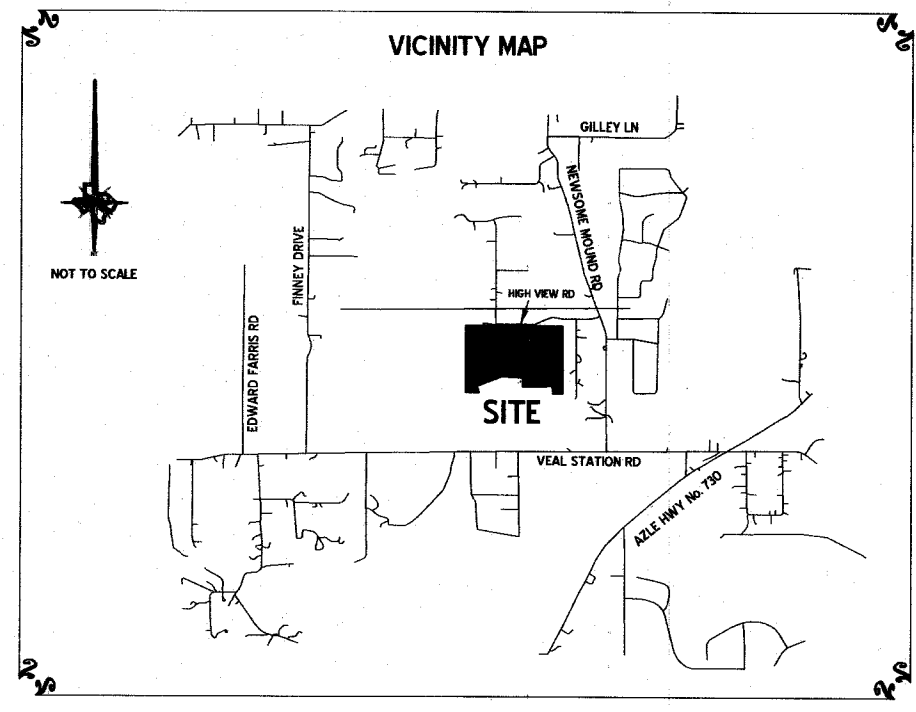 VICINITY MAP
GILLEY LN
NEWSOME MOUND RD
FINNEY DRIVE
NOT TO SCALE
HIGH VIEW RD
EDWARD FARRIS RD
SITE
VEAL STATION RD
AZLE HWY No. 730